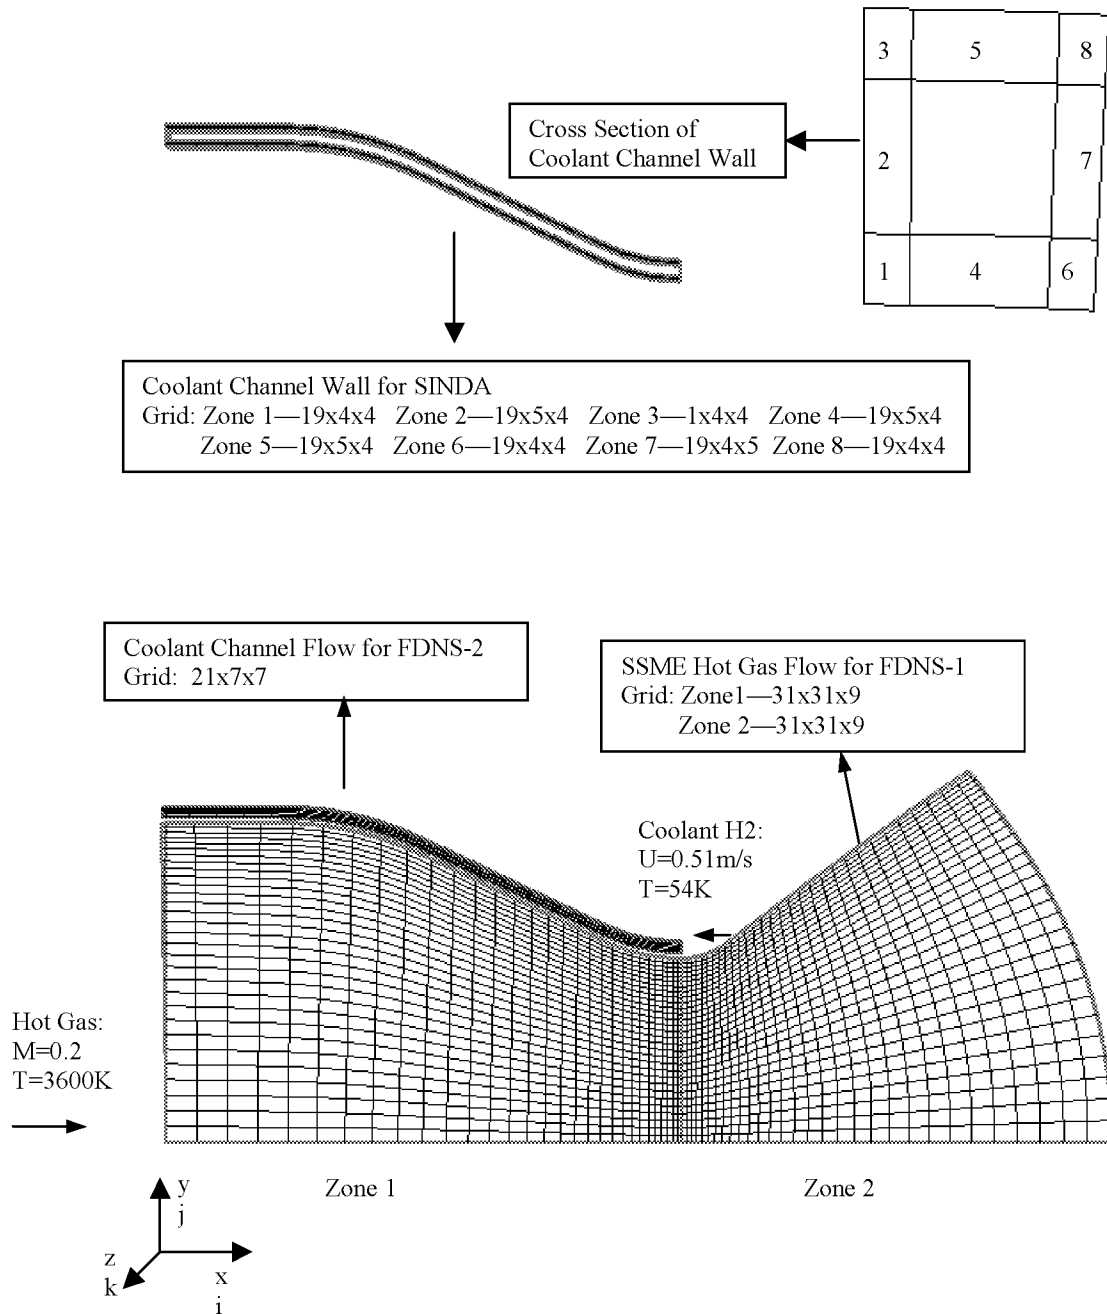 3
5
8
Cross Section of
Coolant Channel Wall
2
7
1
4
6
Coolant Channel Wall for SINDA
Grid: Zone 1—19x4x4 Zone 2—19x5x4 Zone 3—1x4x4 Zone 4—19x5x4
Zone 5—19x5x4 Zone 6—19x4x4 Zone 7—19x4x5 Zone 8—19x4x4
Coolant Channel Flow for FDNS-2
Grid: 21x7x7
SSME Hot Gas Flow for FDNS-1
Grid: Zone1—31x31x9
Zone 2—31x31x9
Coolant H2:
U=0.51m/s
T=54K
Hot Gas:
M=0.2
T=3600K
Zone 1
Zone 2
y
j
z
k
x
i